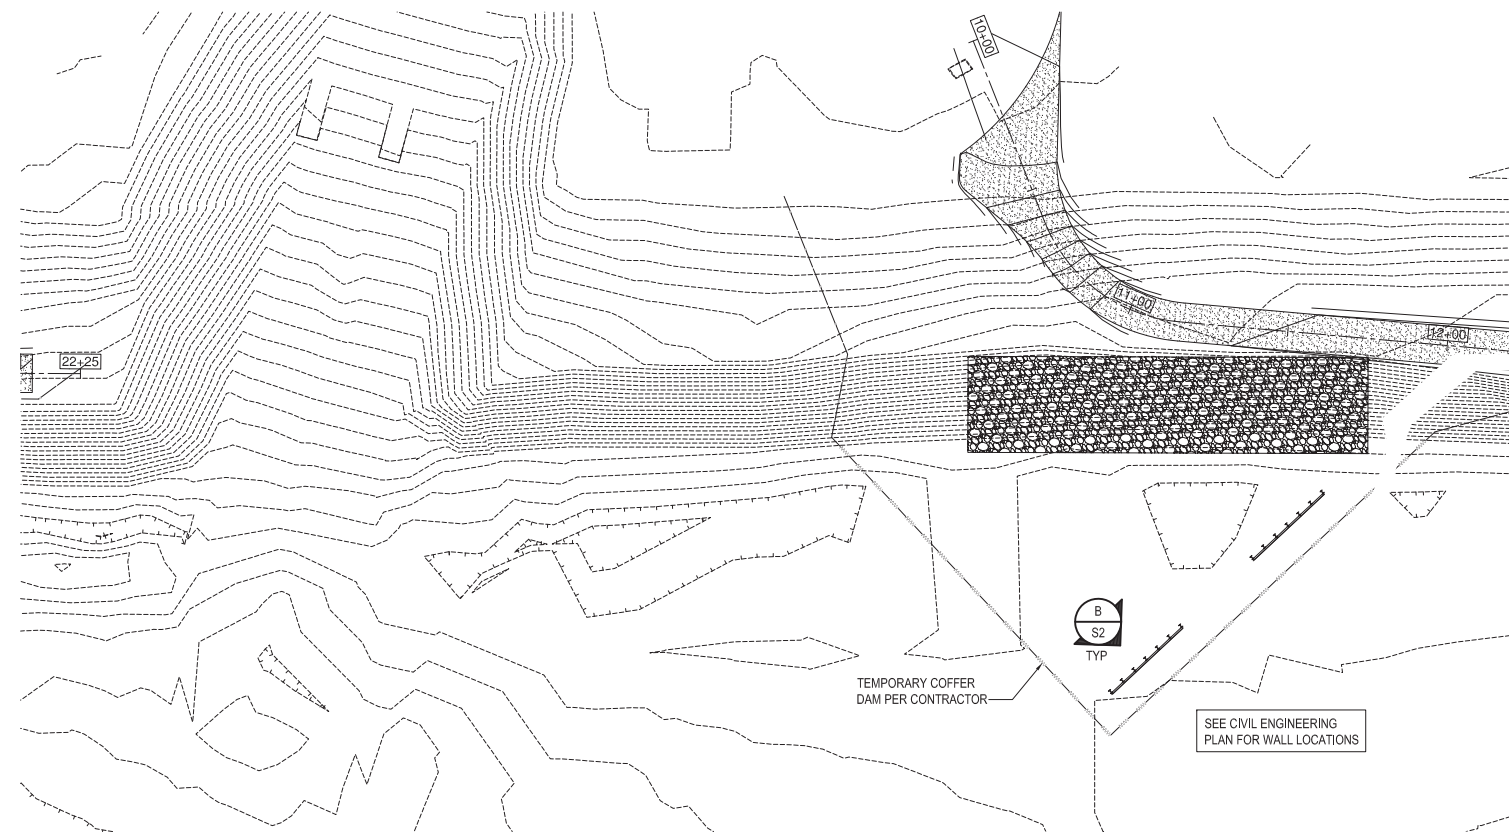 10+00
11+00
12+00
22+25
B
S2
TYP
TEMPORARY COFFER
DAM PER CONTRACTOR
SEE CIVIL ENGINEERING
PLAN FOR WALL LOCATIONS